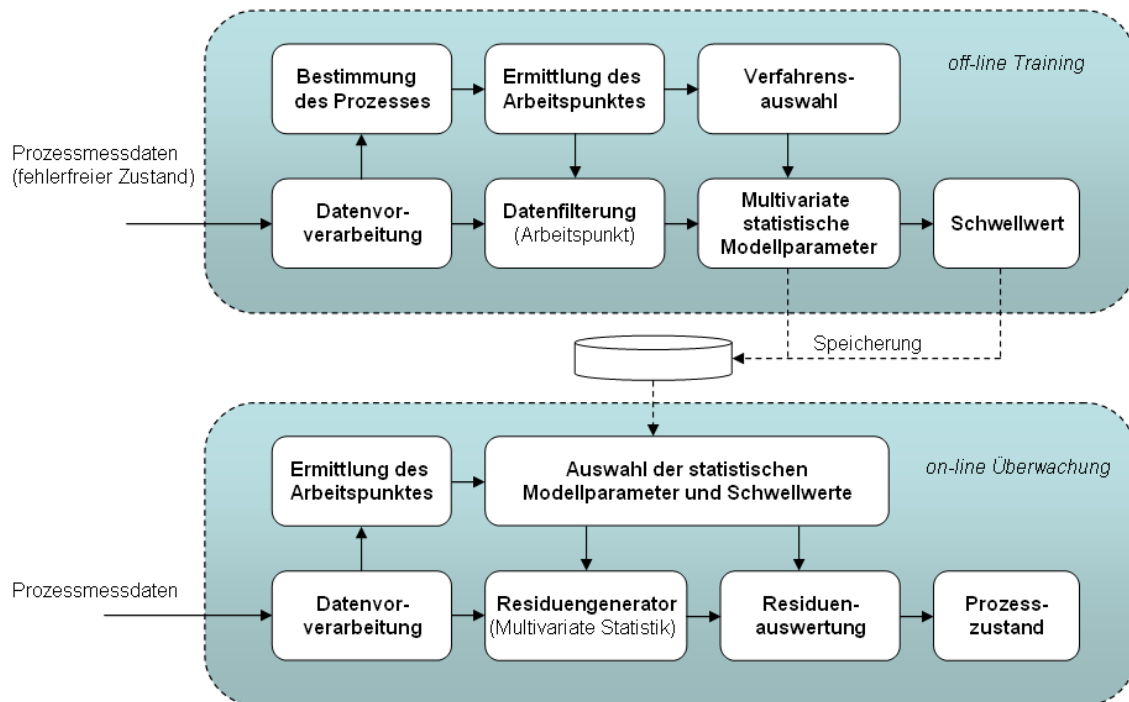 off-line Training
Bestimmung
des Prozesses
Ermittlung des
Arbeitspunktes
Verfahrens-
auswahl
Prozessmessdaten
(fehlerfreier Zustand)
Datenvor-
verarbeitung
Datenfilterung
(Arbeitspunkt)
Multivariate
statistische
Modellparameter
Schwellwert
Speicherung
on-line Überwachung
Ermittlung des
Arbeitspunktes
Auswahl der statistischen
Modellparameter und Schwellwerte
Prozessmessdaten
Datenvor-
verarbeitung
Residuengenerator
(Multivariate Statistik)
Residuen-
auswertung
Prozess-
zustand